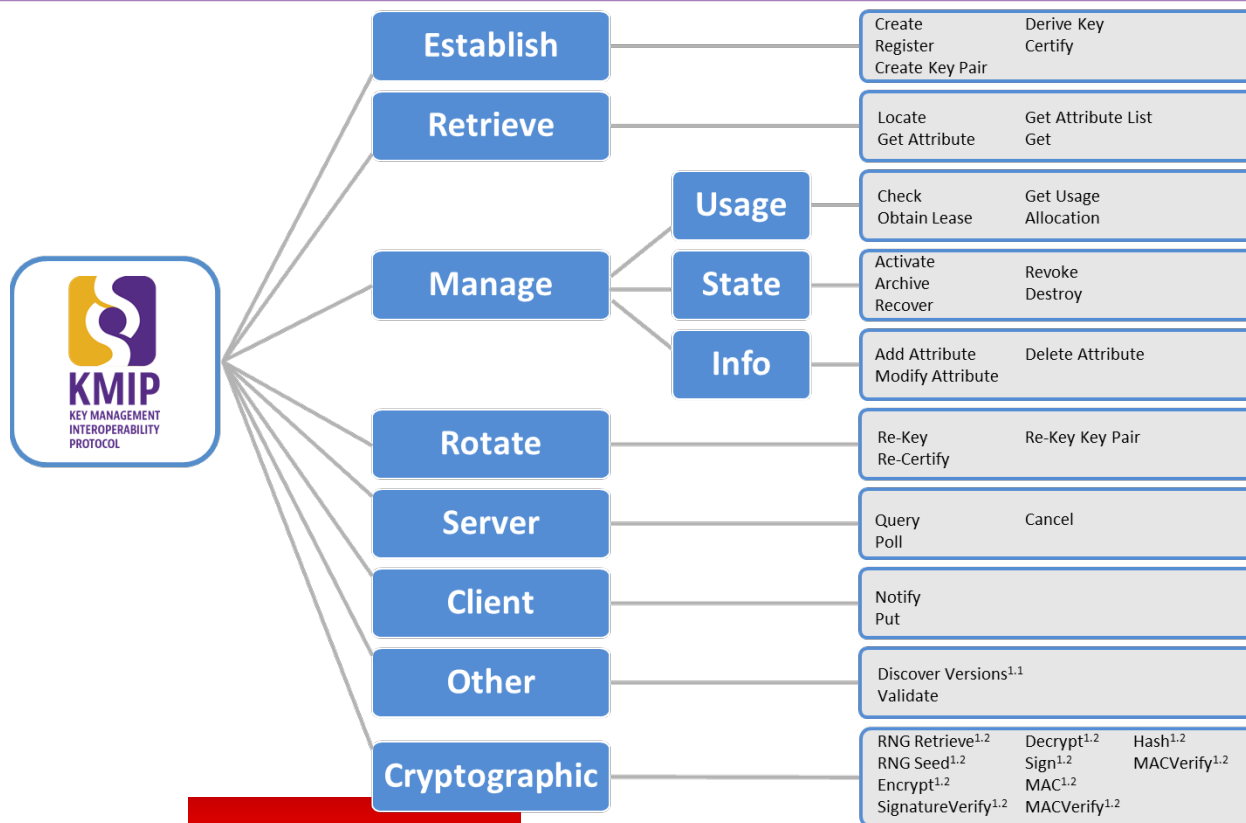 Establish
Create
Derive Key
Register
Certify
Create Key Pair
Retrieve
Locate
Get Attribute List
Get Attribute
Get
Manage
Usage
Check
Get Usage
Obtain Lease
Allocation
State
Activate
Revoke
Archive
Destroy
Recover
Info
Add Attribute
Delete Attribute
Modify Attribute
KMIP
KEY MANAGEMENT
INTEROPERABILITY
PROTOCOL
Rotate
Re-Key
Re-Key Key Pair
Re-Certify
Server
Query
Cancel
Poll
Client
Notify
Put
Other
Discover Versions1.1
Validate
Cryptographic
RNG Retrieve1.2
Decrypt1.2
Hash1.2
RNG Seed1.2
Sign1.2
MACVerify1.2
Encrypt1.2
MAC1.2
SignatureVerify1.2
MACVerify1.2